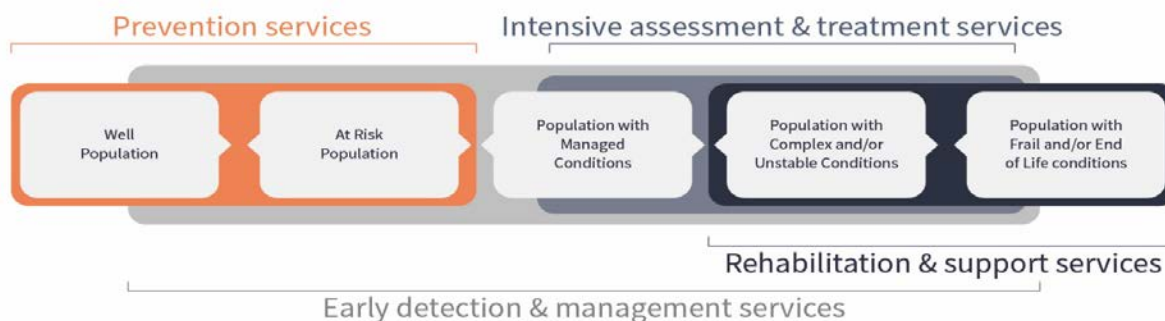 Prevention services
Intensive assessment & treatment services
Well
Population
At Risk
Population
Population with
Managed
Conditions
Population with
Complex and/or
Unstable Conditions
Population with
Frail and/or End
of Life conditions
Rehabilitation & support services
Early detection & management services